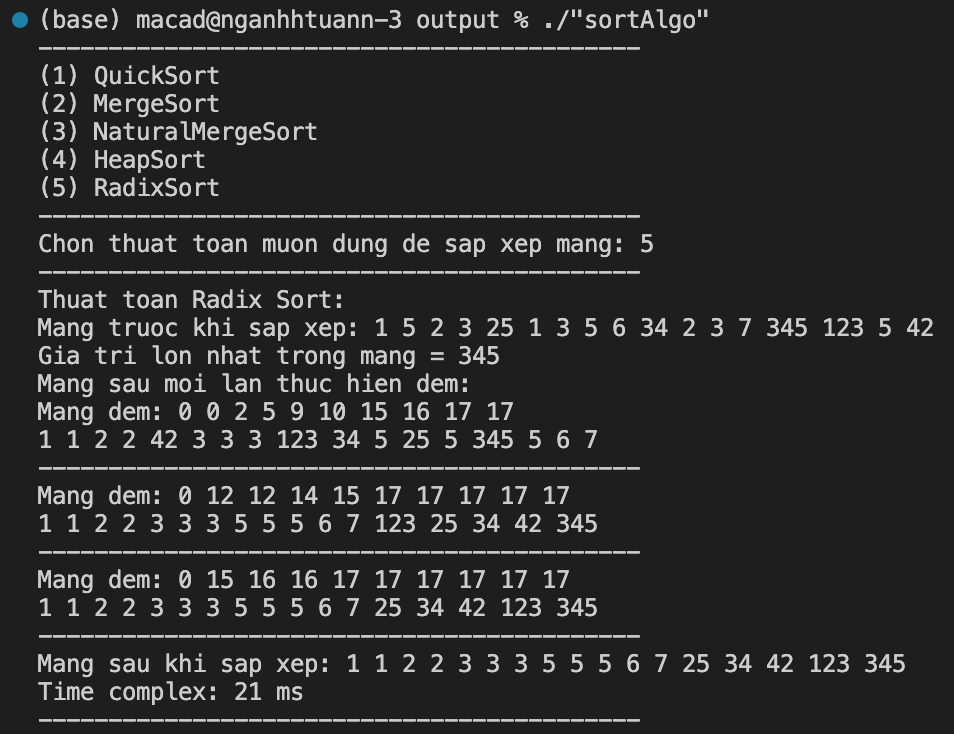 (base) macad@nganhhtuann-3 output % ./"sortAlgo"
-------------------------------------------
(1) QuickSort
(2) MergeSort
(3) NaturalMergeSort
(4) HeapSort
(5) RadixSort
-------------------------------------------
Chon thuat toan muon dung de sap xep mang: 5
-------------------------------------------
Thuat toan Radix Sort:
Mang truoc khi sap xep: 1 5 2 3 25 1 3 5 6 34 2 3 7 345 123 5 42
Gia tri lon nhat trong mang = 345
Mang sau moi lan thuc hien dem:
Mang dem: 0 0 2 5 9 10 15 16 17 17
1 1 2 2 42 3 3 3 123 34 5 25 5 345 5 6 7
-------------------------------------------
Mang dem: 0 12 12 14 15 17 17 17 17 17
1 1 2 2 3 3 3 5 5 5 6 7 123 25 34 42 345
-------------------------------------------
Mang dem: 0 15 16 16 17 17 17 17 17 17
1 1 2 2 3 3 3 5 5 5 6 7 25 34 42 123 345
-------------------------------------------
Mang sau khi sap xep: 1 1 2 2 3 3 3 5 5 5 6 7 25 34 42 123 345
Time complex: 21 ms
-------------------------------------------